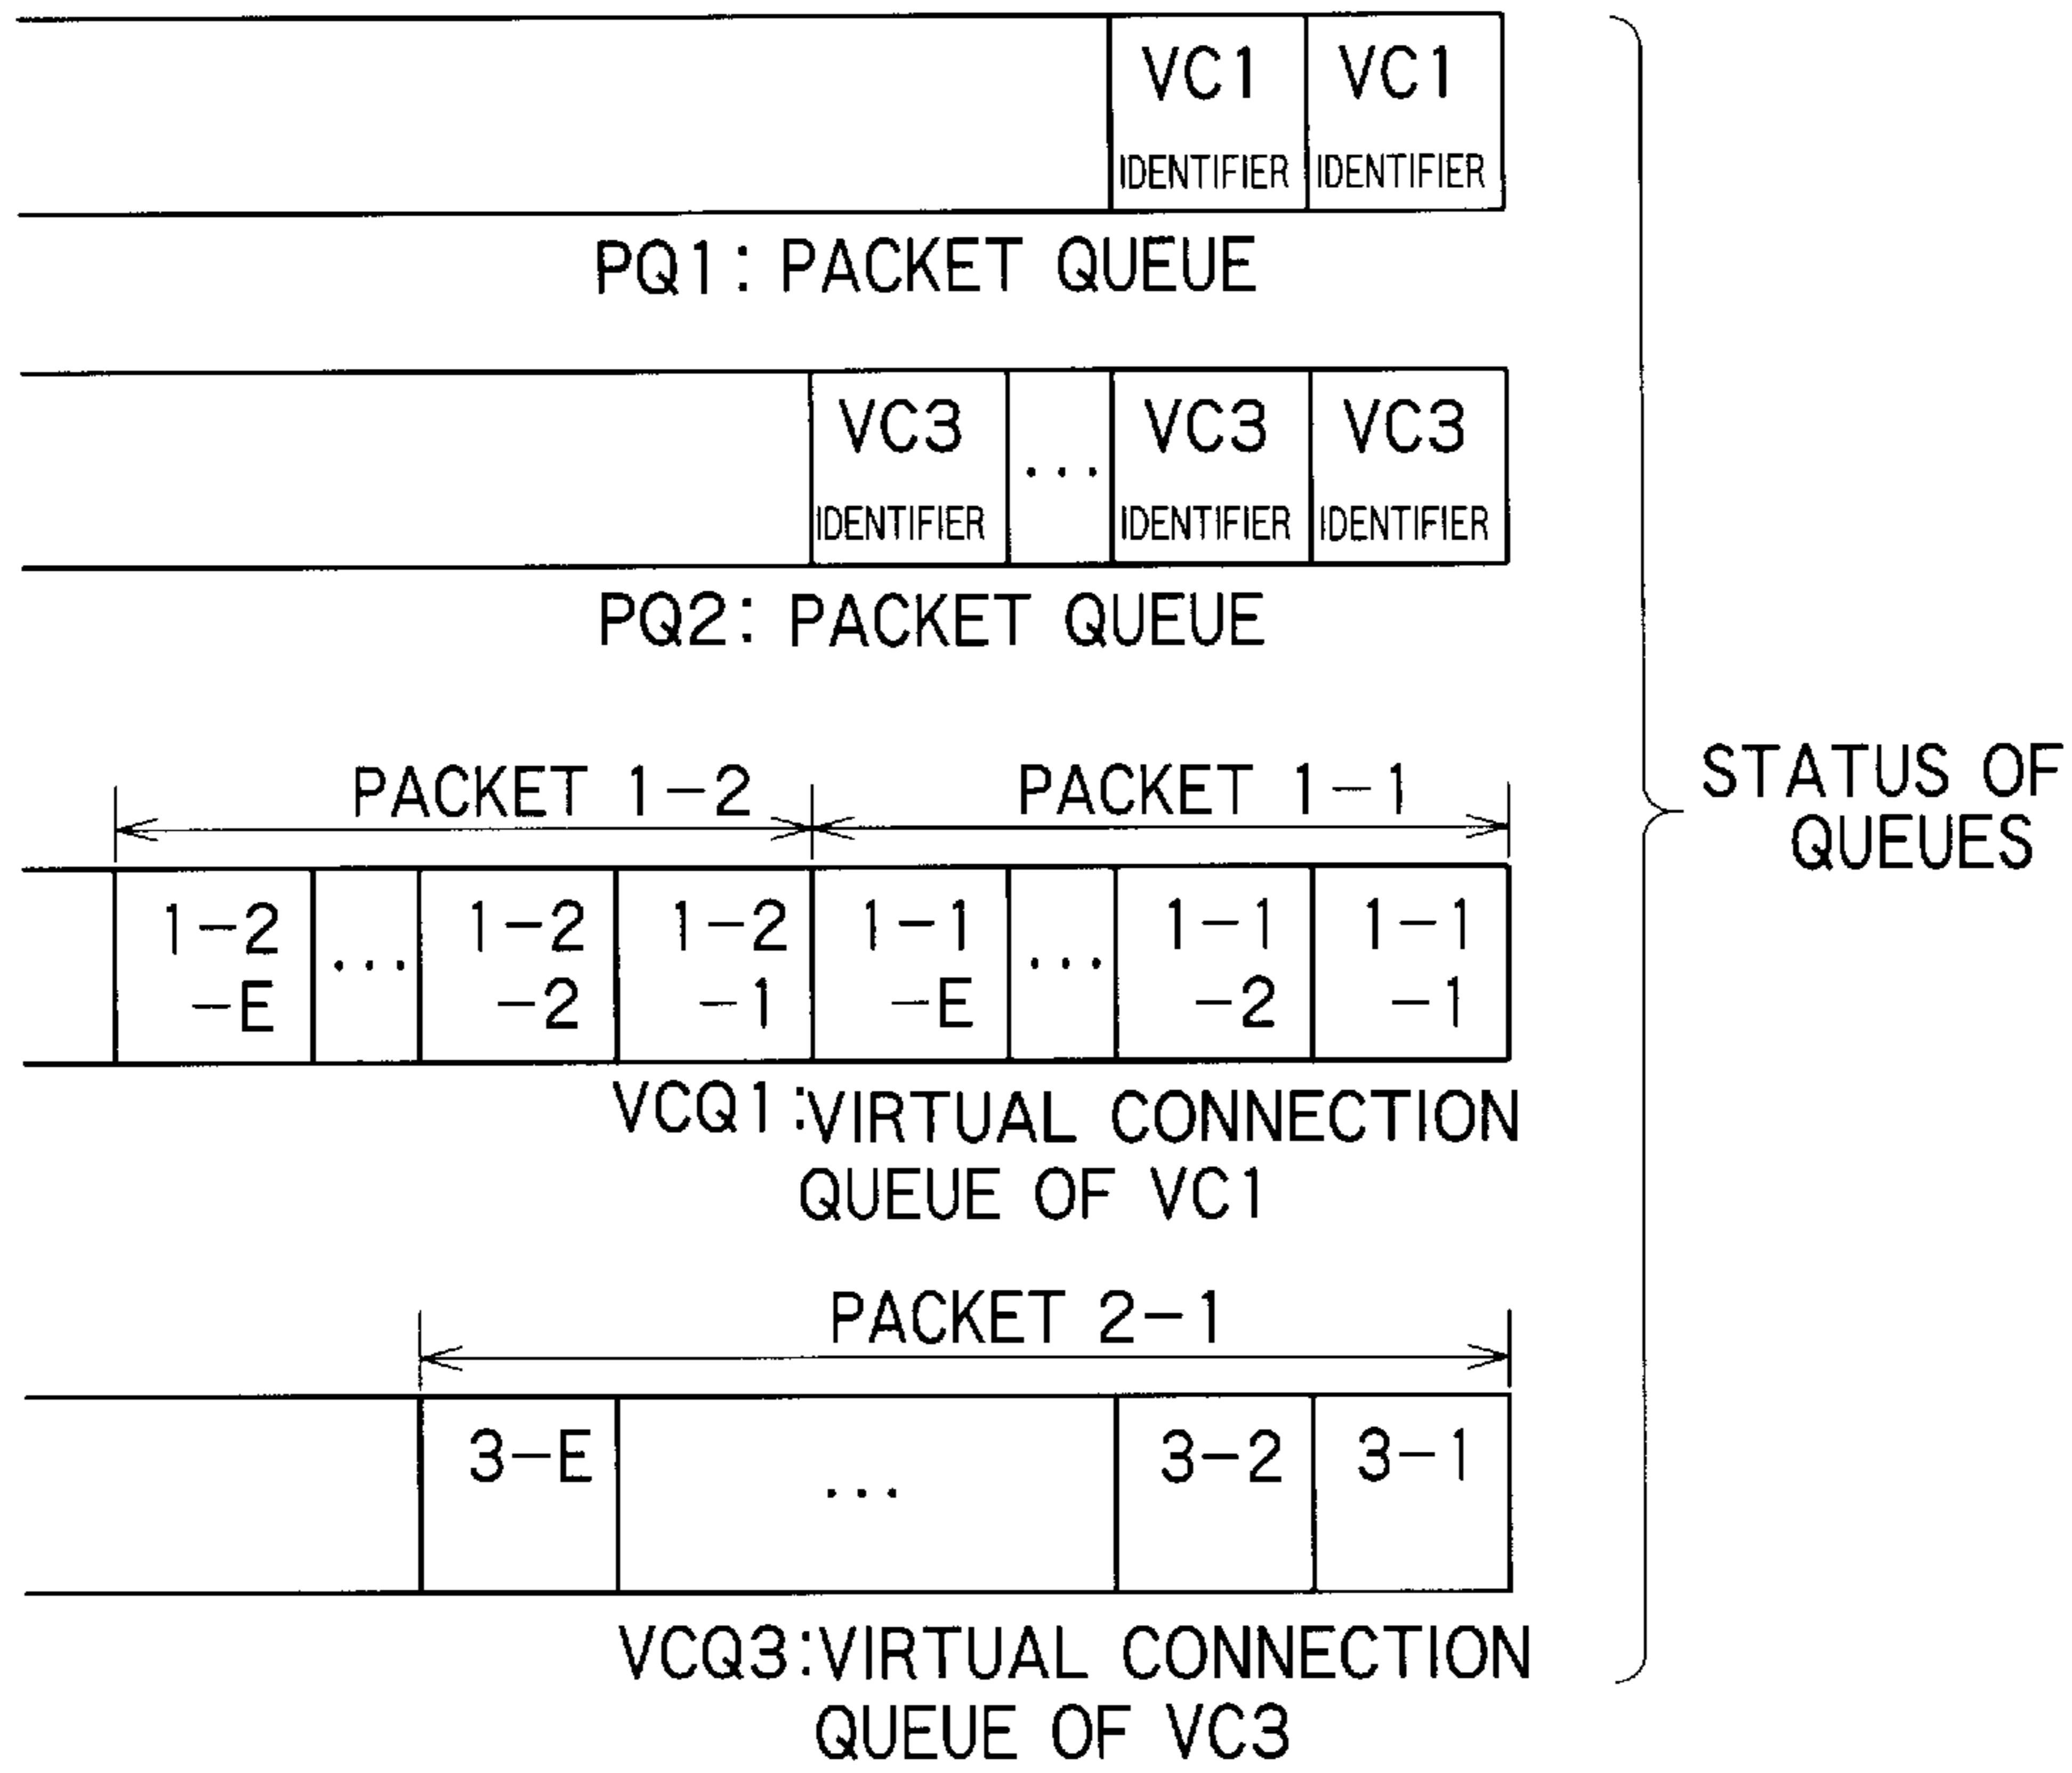 VC1 VC1
IDENTIFIER IDENTIFIER
PQ1: PACKET QUEUE
VC3 ... VC3 VC3
IDENTIFIER IDENTIFIER IDENTIFIER
PQ2: PACKET QUEUE
STATUS OF
QUEUES
PACKET 1-2 PACKET 1-1
1-2 ... 1-2 1-2 1-1 ... 1-1 1-1
-E -2 -1 -E -2 -1
VCQ1:VIRTUAL CONNECTION
QUEUE OF VC1
PACKET 2-1
3-E ... 3-2 3-1
VCQ3:VIRTUAL CONNECTION
QUEUE OF VC3